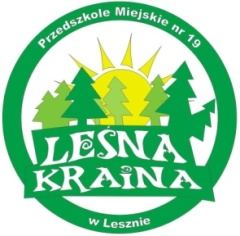 Przedszkole Miejskie nr 19
LEŚNA
KRAINA
w Lesznie